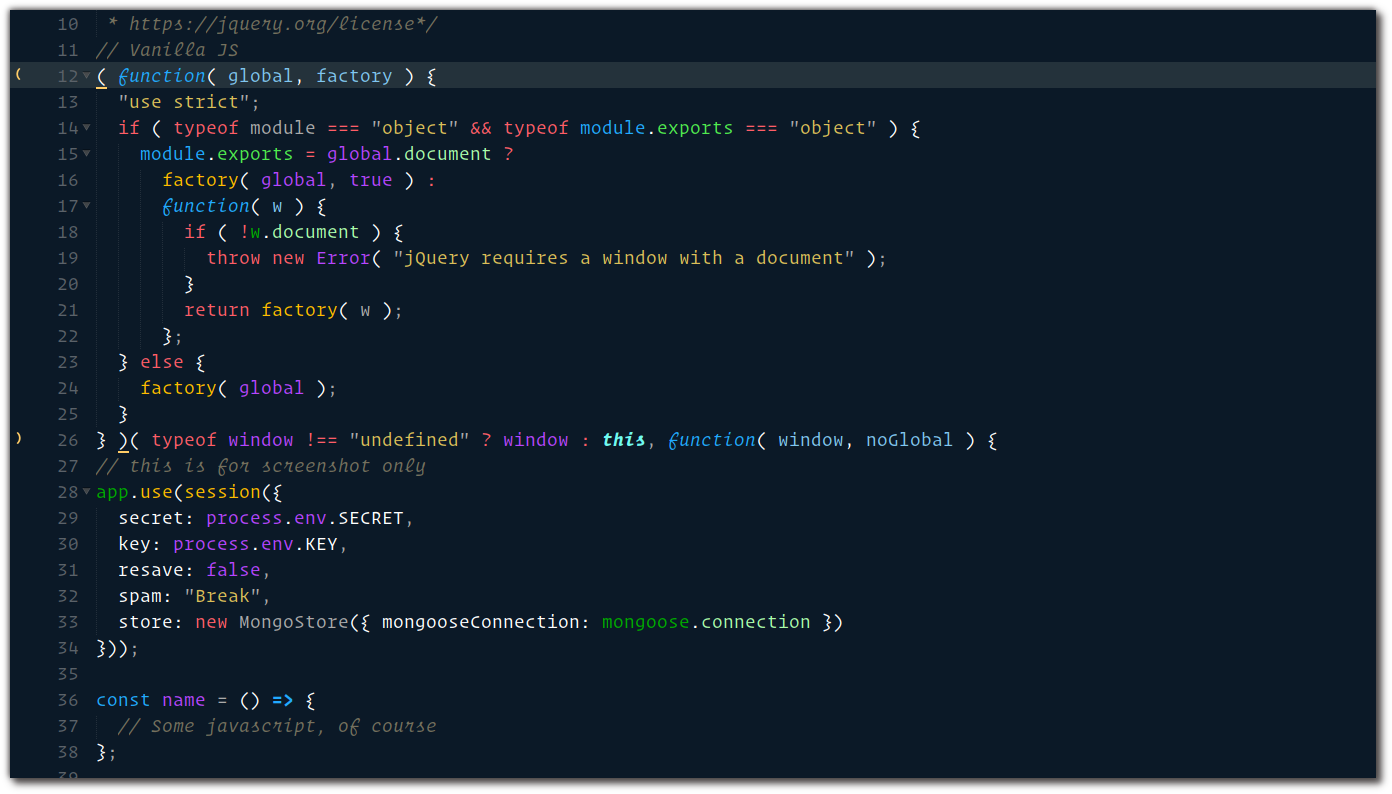 10  * https://jquery.org/license*/
11 // Vanilla JS
( 12 ( function( global, factory ) {
13   "use strict";
14   if ( typeof module === "object" && typeof module.exports === "object" ) {
15     module.exports = global.document ?
16       factory( global, true ) :
17       function( w ) {
18         if ( !w.document ) {
19           throw new Error( "jQuery requires a window with a document" );
20         }
21         return factory( w );
22       };
23   } else {
24     factory( global );
25   }
) 26 } )( typeof window !== "undefined" ? window : this, function( window, noGlobal ) {
27 // this is for screenshot only
28 app.use(session({
29   secret: process.env.SECRET,
30   key: process.env.KEY,
31   resave: false,
32   spam: "Break",
33   store: new MongoStore({ mongooseConnection: mongoose.connection })
34 }));
35
36 const name = () => {
37   // Some javascript, of course
38 };
39